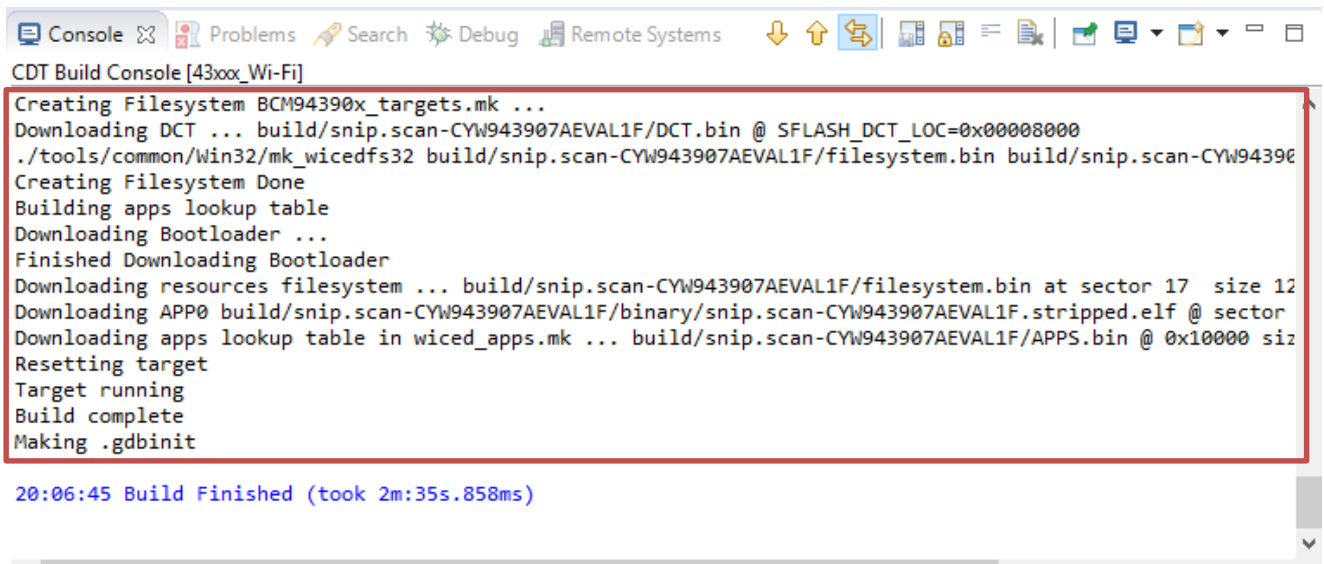 Console Problems Search Debug Remote Systems
CDT Build Console [43xxx_Wi-Fi]
Creating Filesystem BCM94390x_targets.mk ...
Downloading DCT ... build/snip.scan-CYW943907AEVAL1F/DCT.bin @ SFLASH_DCT_LOC=0x00008000
./tools/common/Win32/mk_wicedfs32 build/snip.scan-CYW943907AEVAL1F/filesystem.bin build/snip.scan-CYW94390
Creating Filesystem Done
Building apps lookup table
Downloading Bootloader ...
Finished Downloading Bootloader
Downloading resources filesystem ... build/snip.scan-CYW943907AEVAL1F/filesystem.bin at sector 17  size 12
Downloading APP0 build/snip.scan-CYW943907AEVAL1F/binary/snip.scan-CYW943907AEVAL1F.stripped.elf @ sector
Downloading apps lookup table in wiced_apps.mk ... build/snip.scan-CYW943907AEVAL1F/APPS.bin @ 0x10000 siz
Resetting target
Target running
Build complete
Making .gdbinit
20:06:45 Build Finished (took 2m:35s.858ms)